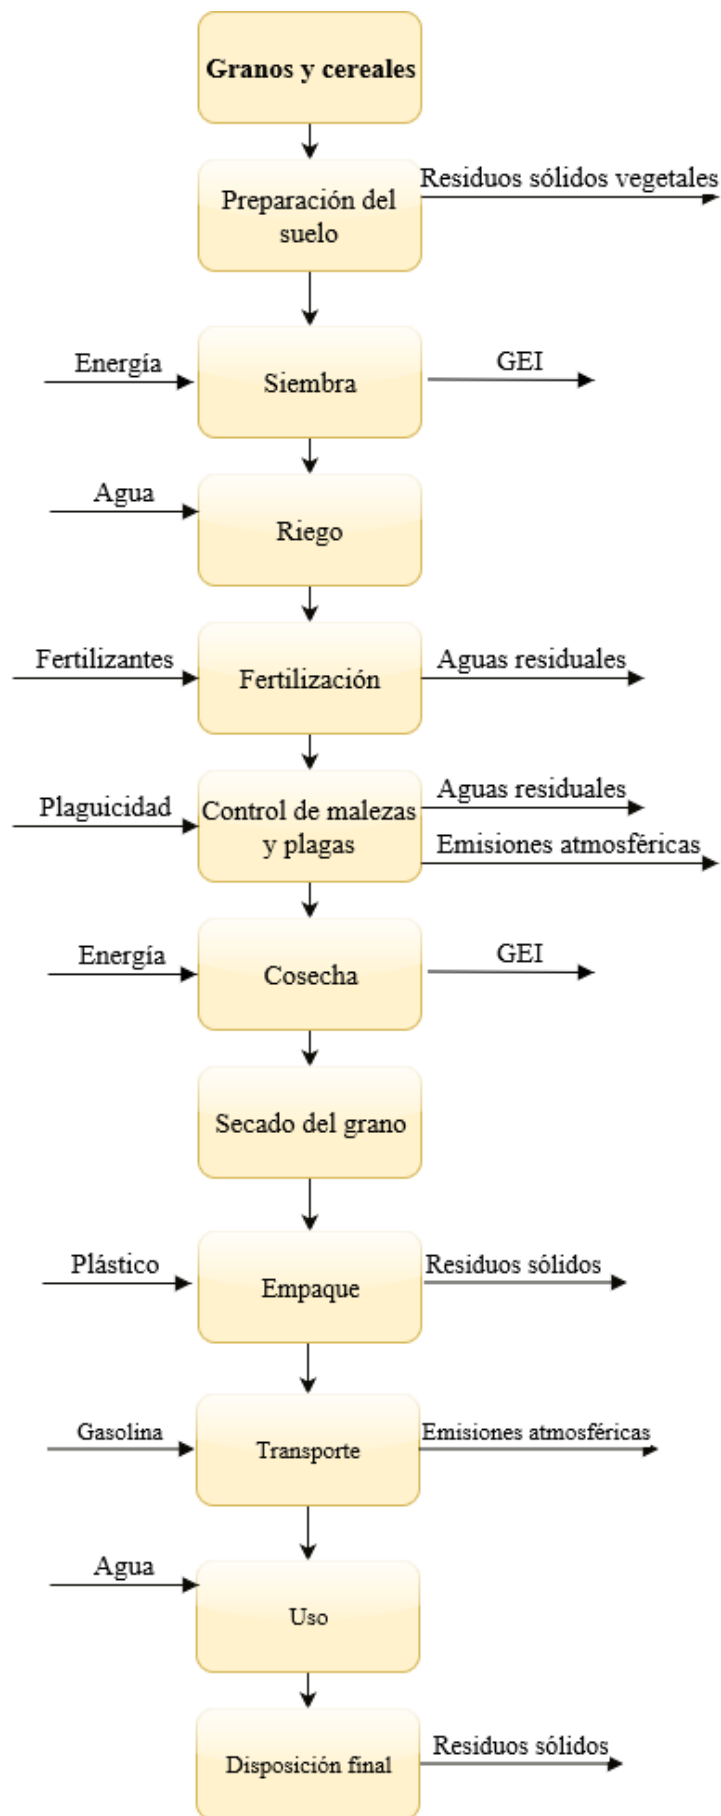 Granos y cereales
Residuos sólidos vegetales
Preparación del
suelo
Energía
GEI
Siembra
Agua
Riego
Fertilizantes
Aguas residuales
Fertilización
Plaguicidad
Aguas residuales
Control de malezas
y plagas
Emisiones atmosféricas
Energía
GEI
Cosecha
Secado del grano
Plástico
Residuos sólidos
Empaque
Gasolina
Emisiones atmosféricas
Transporte
Agua
Uso
Residuos sólidos
Disposición final